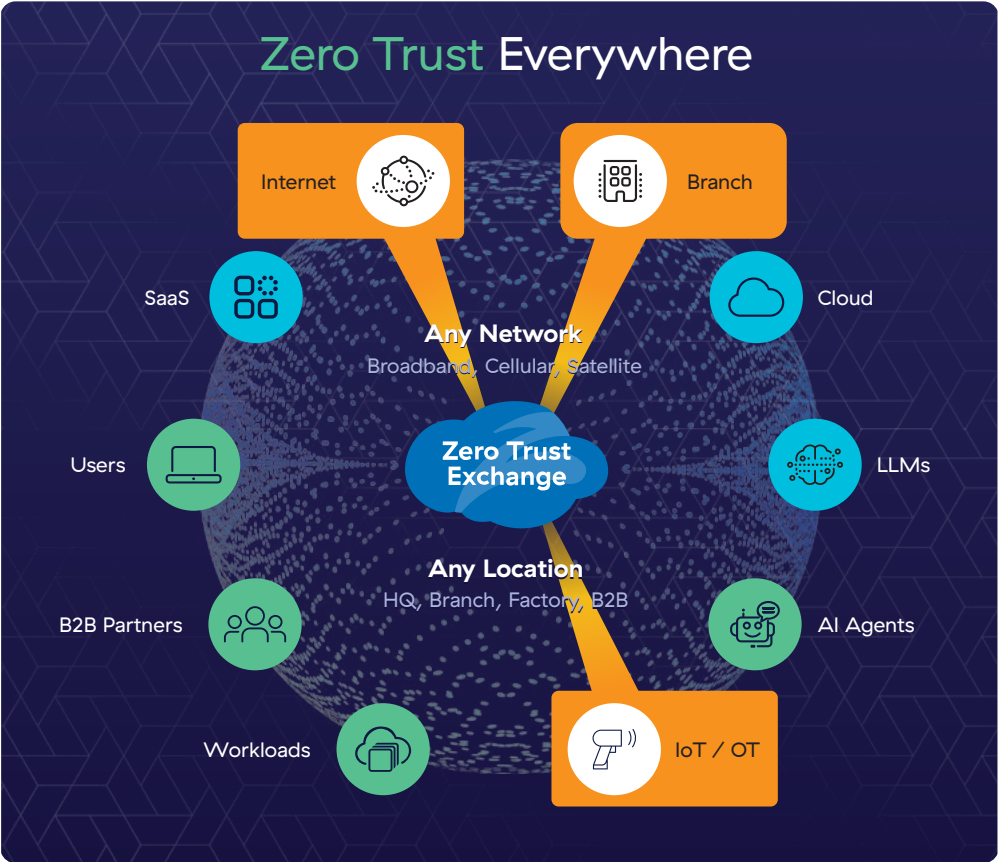 Zero Trust Everywhere
Internet
Branch
SaaS
Cloud
Any Network
Broadband, Cellular, Satellite
Users
Zero Trust
Exchange
LLMs
Any Location
HQ, Branch, Factory, B2B
B2B Partners
AI Agents
Workloads
IoT / OT